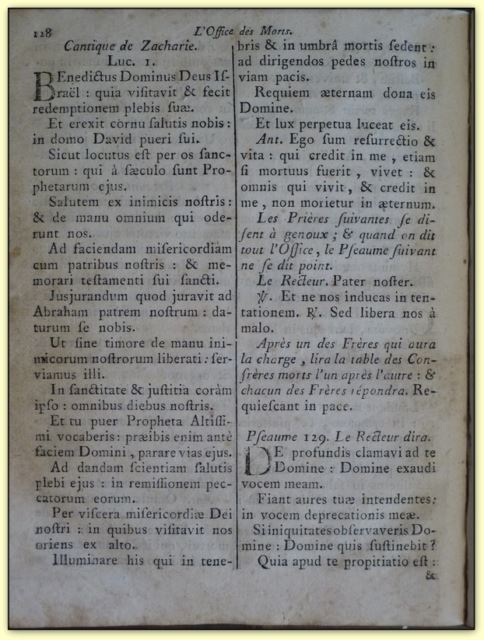 128
L'Office des Morts.
Cantique de Zacharie.
Luc. 1.
BEnedictus Dominus Deus Is-
raël : quia visitavit & fecit
redemptionem plebis suæ.
Et erexit cornu salutis nobis :
in domo David pueri sui.
Sicut locutus est per os sanc-
torum : qui à sæculo sunt Pro-
phetarum ejus.
Salutem ex inimicis nostris :
& de manu omnium qui ode-
runt nos.
Ad faciendam misericordiam
cum patribus nostris : & me-
morari testamenti sui sancti.
Jusjurandum quod juravit ad
Abraham patrem nostrum : da-
turum se nobis.
Ut sine timore de manu ini-
micorum nostrorum liberati : ser-
viamus illi.
In sanctitate & justitia coràm
ipso : omnibus diebus nostris.
Et tu puer Propheta Altissi-
mi vocaberis : præibis enim antè
faciem Domini, parare vias ejus.
Ad dandam scientiam salutis
plebi ejus : in remissionem pec-
catorum eorum.
Per viscera misericordiæ Dei
nostri : in quibus visitavit nos
oriens ex alto.
Illuminare his qui in tene-
bris & in umbrâ mortis sedent :
ad dirigendos pedes nostros in
viam pacis.
Requiem æternam dona eis
Domine.
Et lux perpetua luceat eis.
Ant. Ego sum resurrectio &
vita : qui credit in me , etiam
si mortuus fuerit , vivet : &
omnis qui vivit, & credit in
me , non morietur in æternum.
Les Prières suivantes se di-
sent à genoux ; & quand on dit
tout l'Office, le Pseaume suivant
ne se dit point.
Le Recteur. Pater noster.
℣. Et ne nos inducas in ten-
tationem. ℟. Sed libera nos à
malo.
Après un des Frères qui aura
la charge , lira la table des Con-
frères morts l'un après l'autre : &
chacun des Frères répondra. Re-
quiescant in pace.
Pseaume 129. Le Recteur dira.
DE profundis clamavi ad te
Domine : Domine exaudi
vocem meam.
Fiant aures tuæ intendentes :
in vocem deprecationis meæ.
Si iniquitates observaveris Do-
mine : Domine quis sustinebit ?
Quia apud te propitiatio est :
&